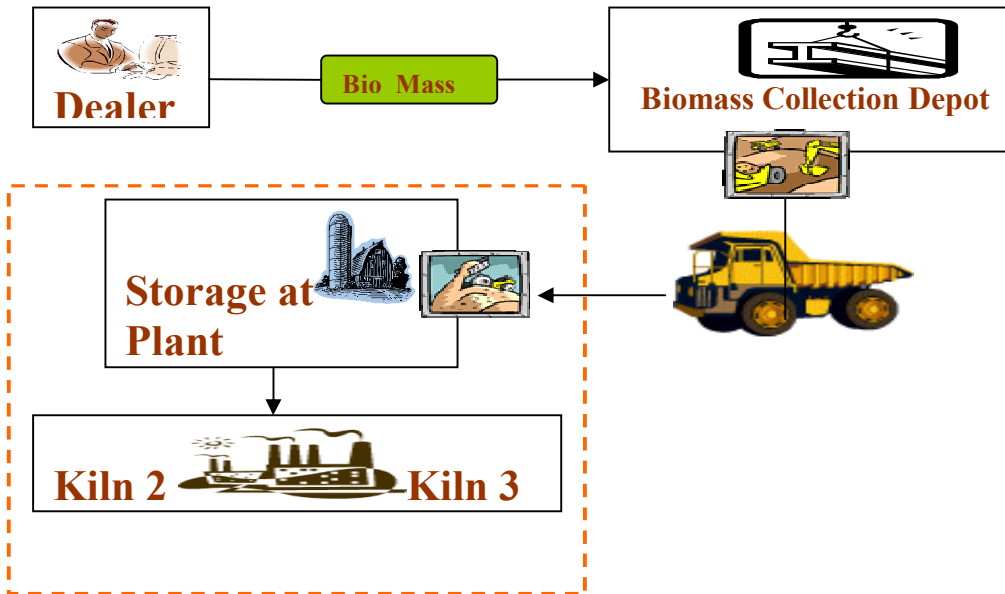 Dealer
Bio Mass
Biomass Collection Depot
Storage at
Plant
Kiln 2 Kiln 3